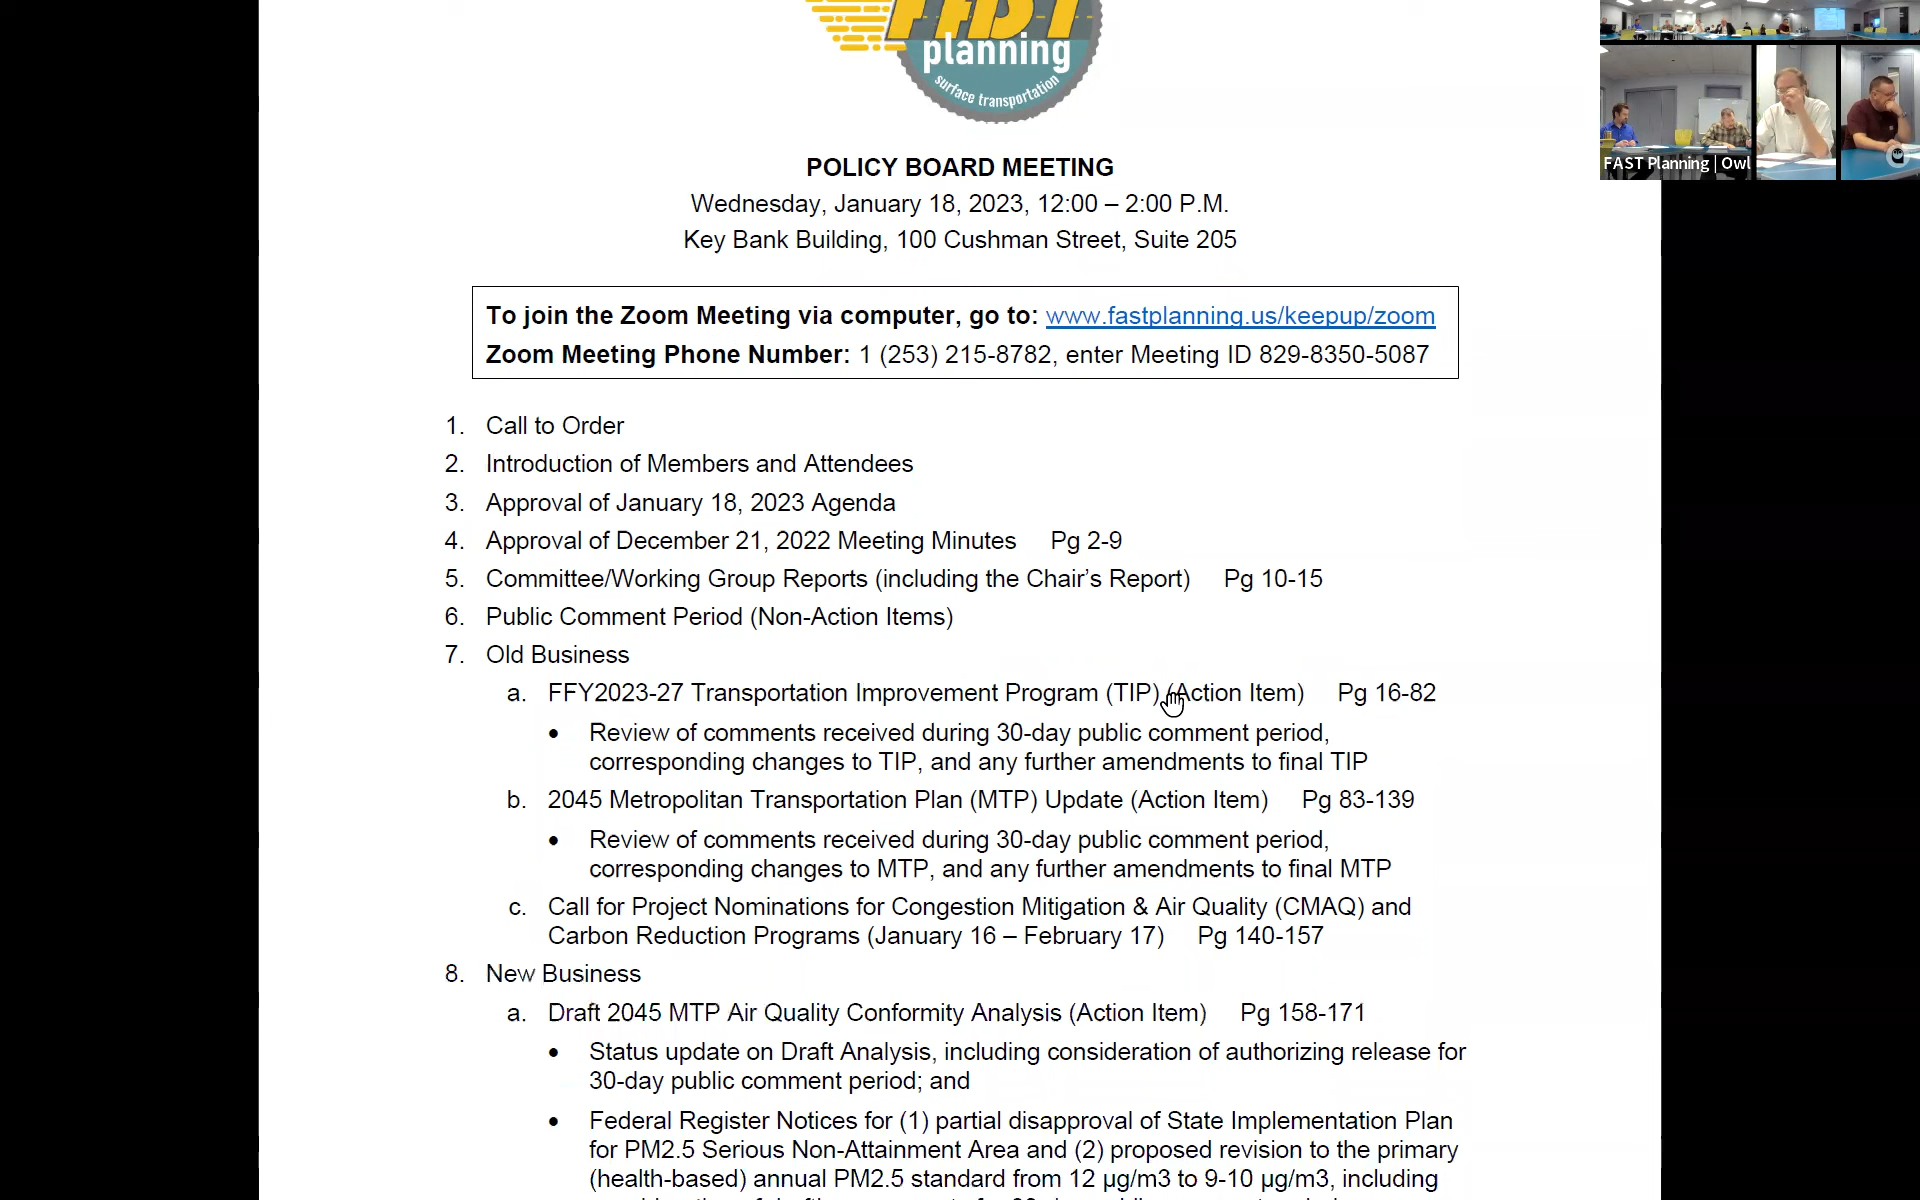 FAST
planning
surface transportation
FAST Planning | Owl
POLICY BOARD MEETING
Wednesday, January 18, 2023, 12:00 – 2:00 P.M.
Key Bank Building, 100 Cushman Street, Suite 205
To join the Zoom Meeting via computer, go to: www.fastplanning.us/keepup/zoom
Zoom Meeting Phone Number: 1 (253) 215-8782, enter Meeting ID 829-8350-5087
1. Call to Order
2. Introduction of Members and Attendees
3. Approval of January 18, 2023 Agenda
4. Approval of December 21, 2022 Meeting Minutes Pg 2-9
5. Committee/Working Group Reports (including the Chair's Report) Pg 10-15
6. Public Comment Period (Non-Action Items)
7. Old Business
a. FFY2023-27 Transportation Improvement Program (TIP) (Action Item) Pg 16-82
• Review of comments received during 30-day public comment period,
corresponding changes to TIP, and any further amendments to final TIP
b. 2045 Metropolitan Transportation Plan (MTP) Update (Action Item) Pg 83-139
• Review of comments received during 30-day public comment period,
corresponding changes to MTP, and any further amendments to final MTP
c. Call for Project Nominations for Congestion Mitigation & Air Quality (CMAQ) and
Carbon Reduction Programs (January 16 – February 17) Pg 140-157
8. New Business
a. Draft 2045 MTP Air Quality Conformity Analysis (Action Item) Pg 158-171
• Status update on Draft Analysis, including consideration of authorizing release for
30-day public comment period; and
• Federal Register Notices for (1) partial disapproval of State Implementation Plan
for PM2.5 Serious Non-Attainment Area and (2) proposed revision to the primary
(health-based) annual PM2.5 standard from 12 µg/m3 to 9-10 µg/m3, including